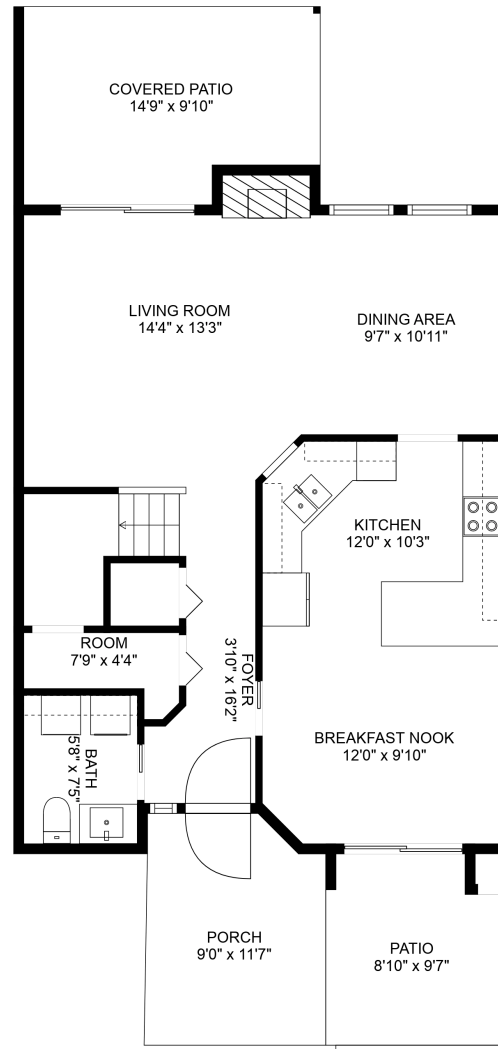 COVERED PATIO
14'9" x 9'10"
LIVING ROOM
14'4" x 13'3"
DINING AREA
9'7" x 10'11"
KITCHEN
12'0" x 10'3"
ROOM
7'9" x 4'4"
FOYER
3'10" x 16'2"
BREAKFAST NOOK
12'0" x 9'10"
BATH
5'8" x 7'5"
PORCH
9'0" x 11'7"
PATIO
8'10" x 9'7"